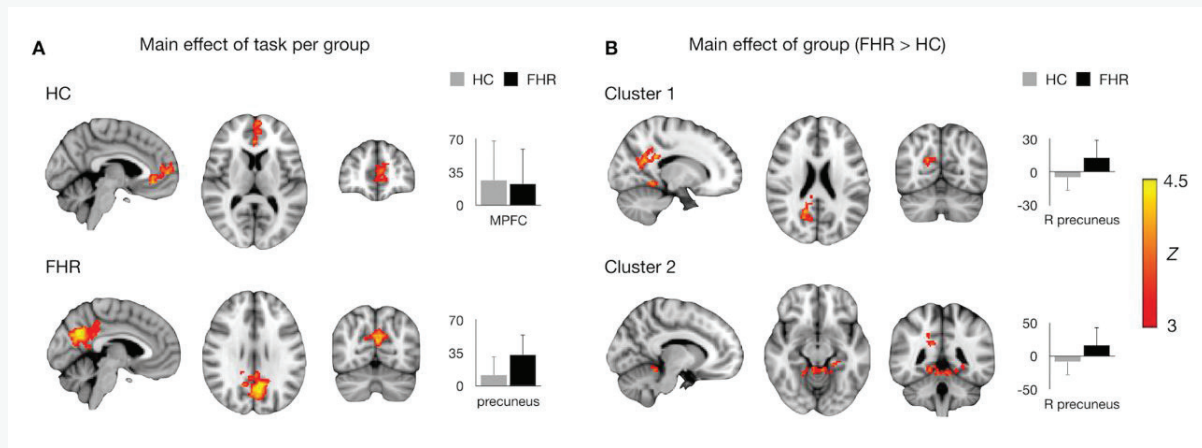 A
Main effect of task per group
HC
FHR
HC
70
35
0
MPFC
FHR
70
35
0
precuneus
B
Main effect of group (FHR > HC)
HC
FHR
Cluster 1
30
0
-30
R precuneus
Cluster 2
50
0
-50
R precuneus
4.5
Z
3